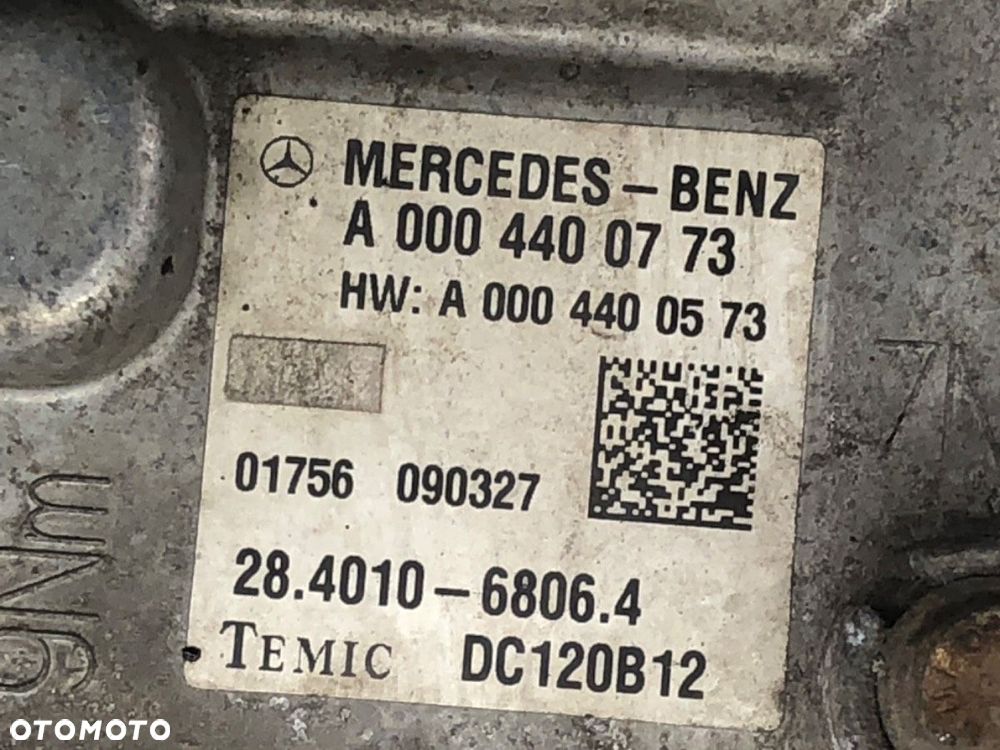 MERCEDES - BENZ
A 000 440 07 73
HW: A 000 440 05 73
01756 090327
28.4010 - 6806.4
TEMIC DC120B12
9Nm
OTOMOTO